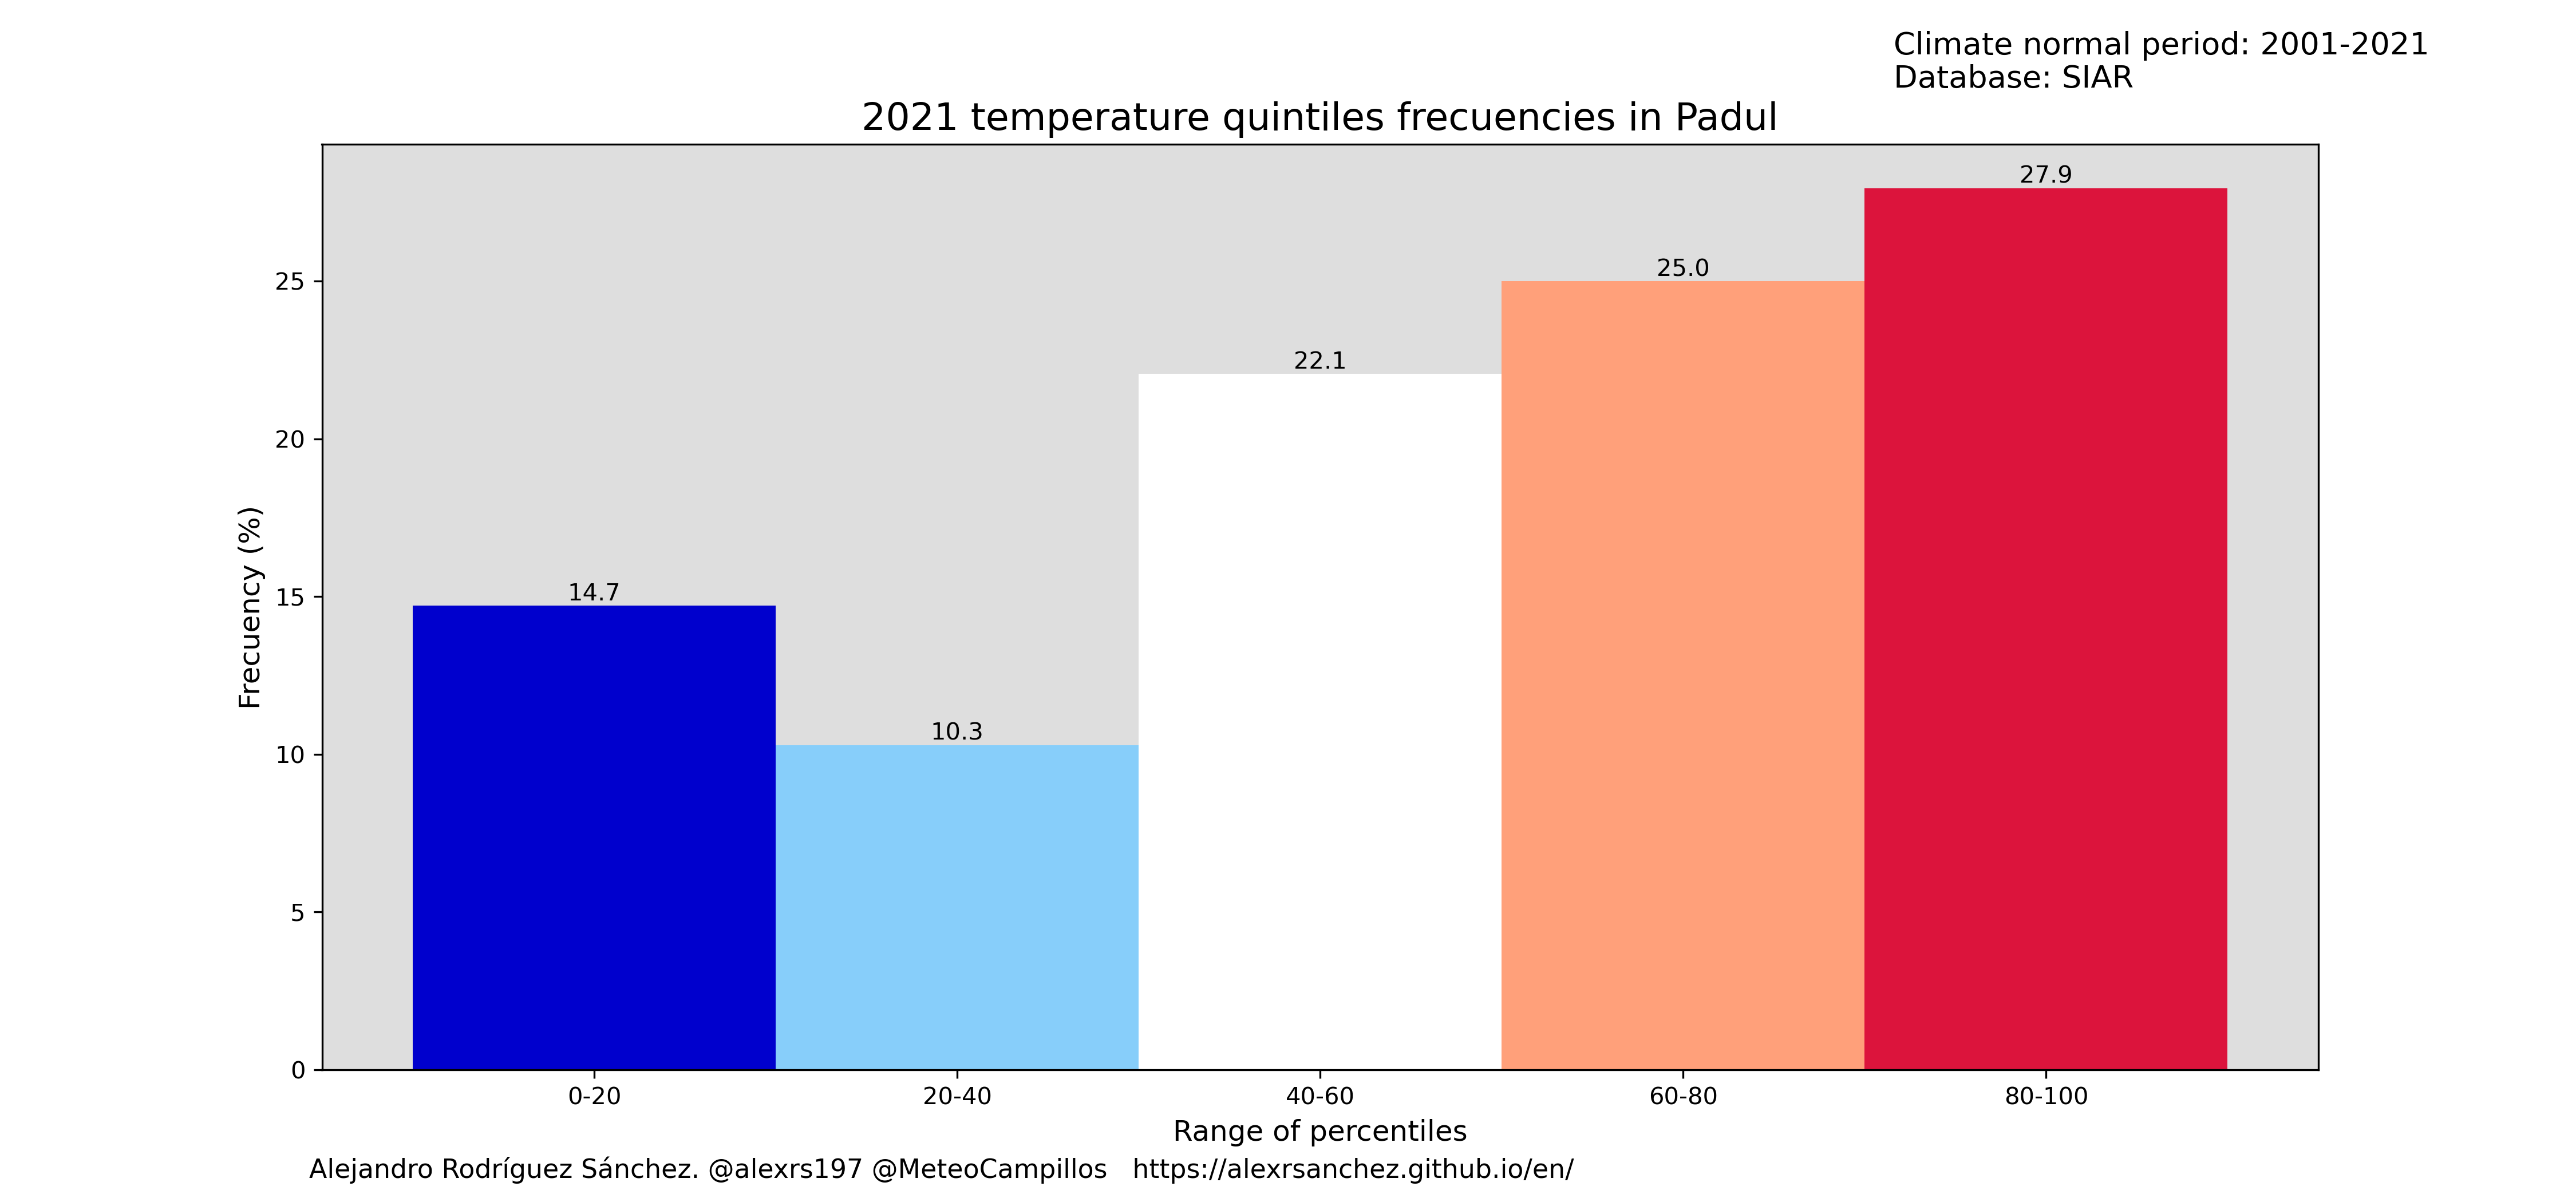 Climate normal period: 2001-2021
Database: SIAR
2021 temperature quintiles frecuencies in Padul
27.9
25.0
22.1
14.7
10.3
25
20
15
10
5
0
Frecuency (%)
0-20 20-40 40-60 60-80 80-100
Range of percentiles
Alejandro Rodríguez Sánchez. @alexrs197 @MeteoCampillos https://alexrsanchez.github.io/en/